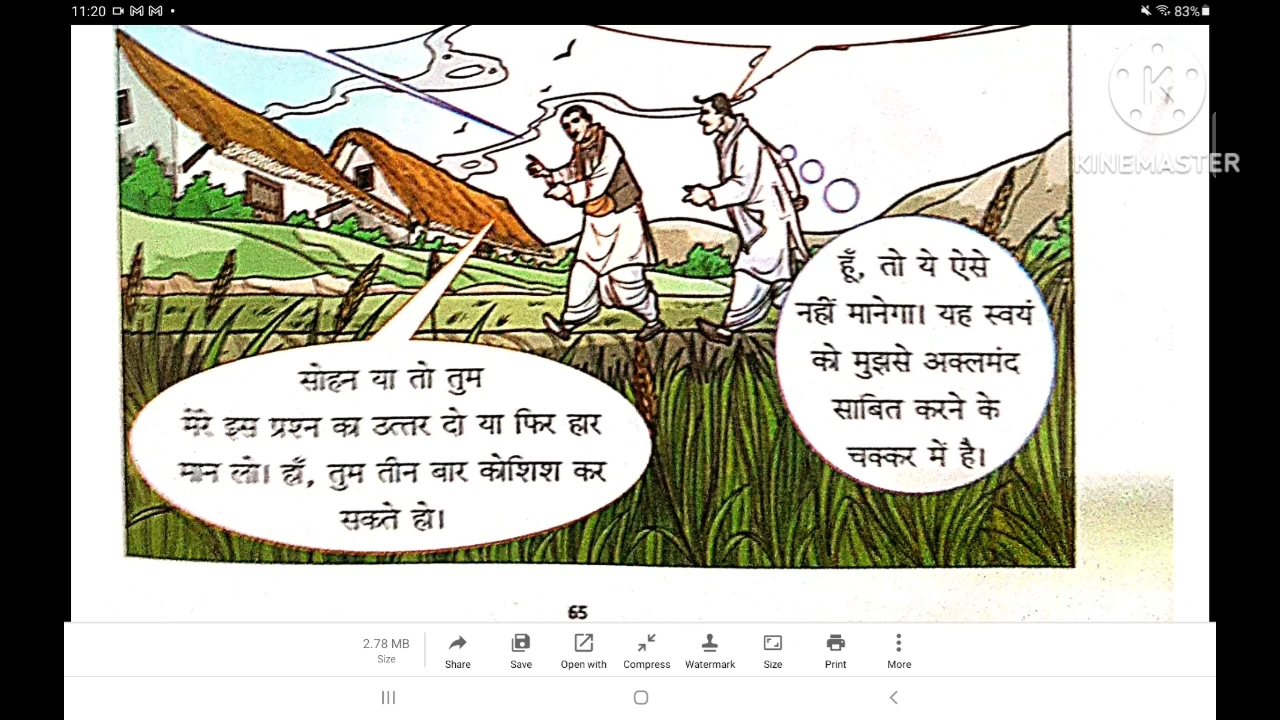 11:20
83%
KINEMASTER
हूँ, तो ये ऐसे
नहीं मानेगा। यह स्वयं
को मुझसे अक्लमंद
साबित करने के
चक्कर में है।
सोहन या तो तुम
मेरे इस प्रश्न का उत्तर दो या फिर हार
मान लो। हाँ, तुम तीन बार कोशिश कर
सकते हो।
65
2.78 MB
Size
Share
Save
Open with
Compress
Watermark
Size
Print
More